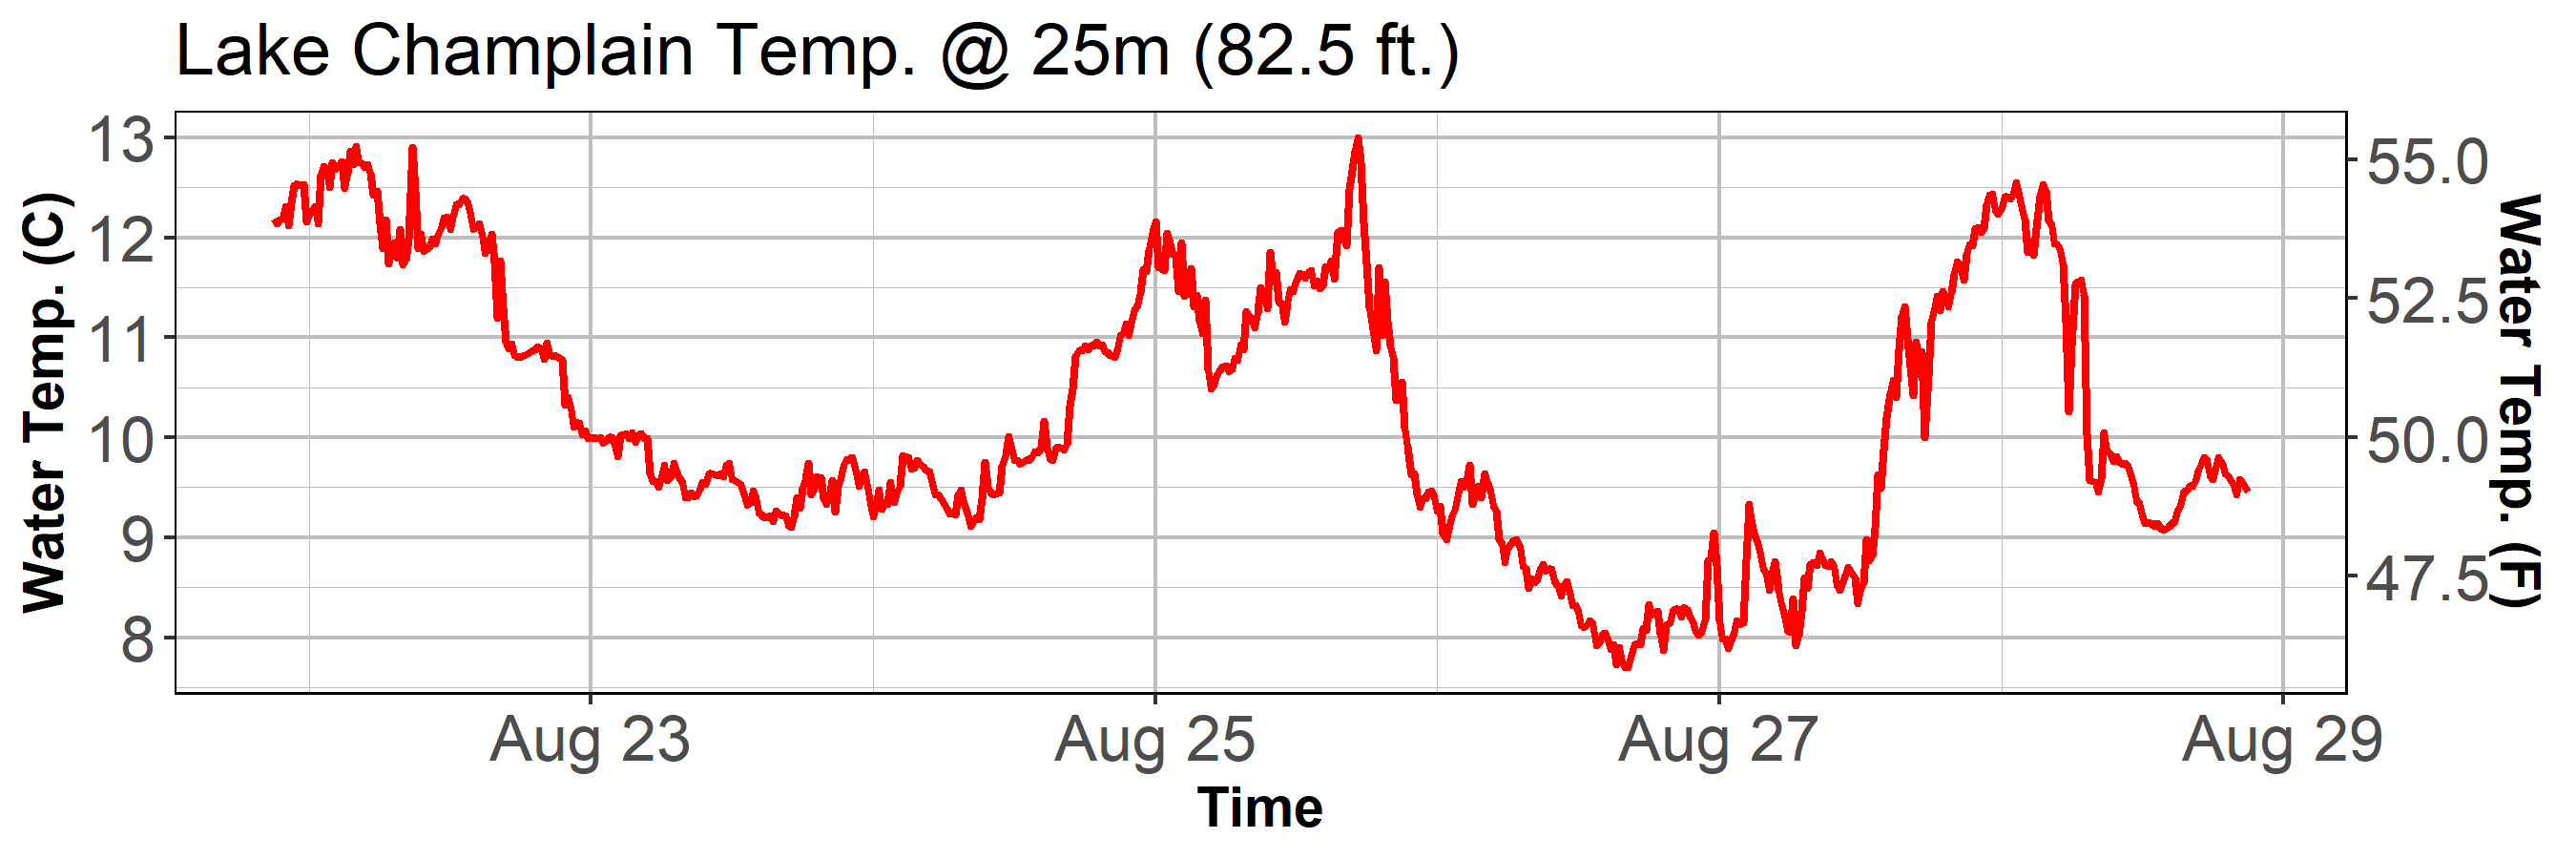 Lake Champlain Temp. @ 25m (82.5 ft.)
Water Temp. (C)
13
12
11
10
9
8
55.0
52.5
50.0
47.5
Water Temp. (F)
Aug 23
Aug 25
Aug 27
Aug 29
Time